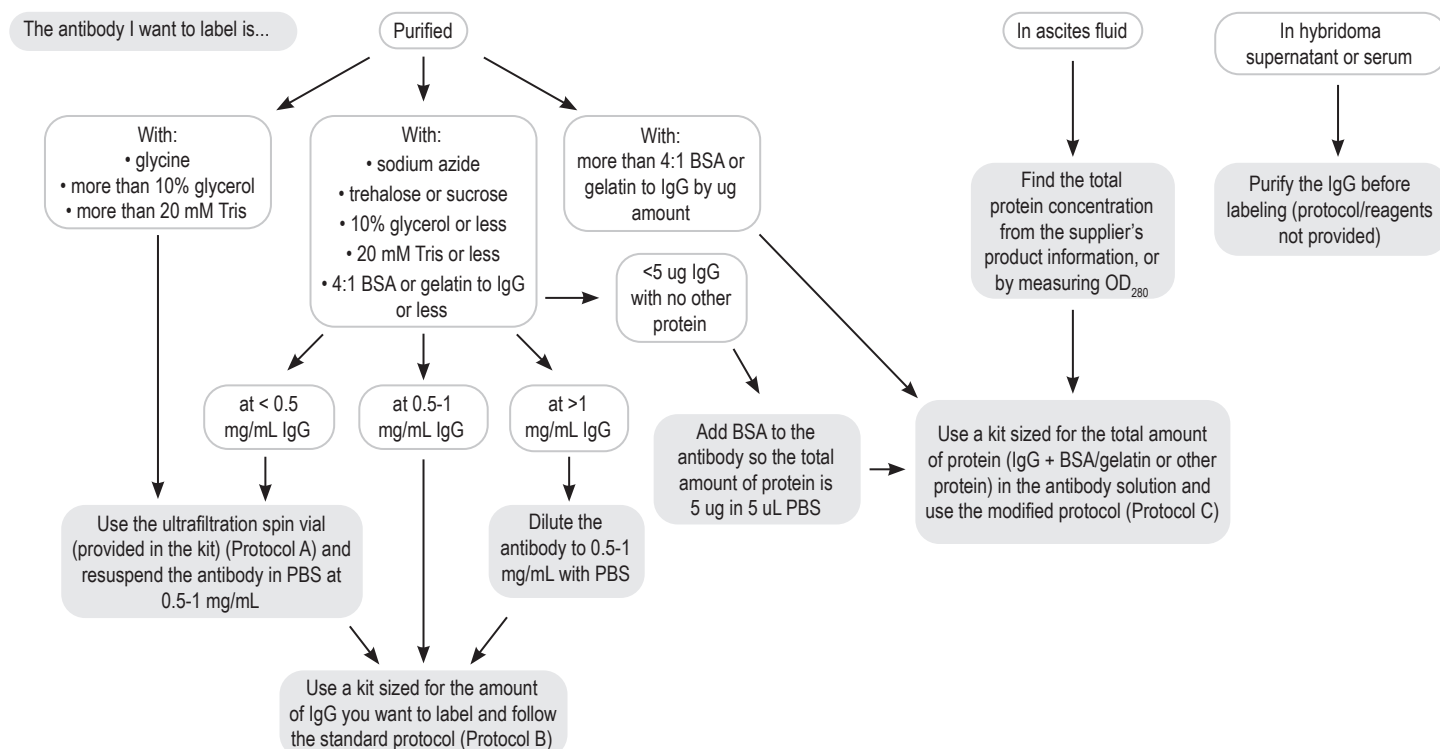 The antibody I want to label is...
Purified
In ascites fluid
In hybridoma
supernatant or serum
With:
• glycine
• more than 10% glycerol
• more than 20 mM Tris
With:
• sodium azide
• trehalose or sucrose
• 10% glycerol or less
• 20 mM Tris or less
• 4:1 BSA or gelatin to IgG
or less
With:
more than 4:1 BSA or
gelatin to IgG by ug
amount
Find the total
protein concentration
from the supplier’s
product information, or
by measuring OD280
Purify the IgG before
labeling (protocol/reagents
not provided)
<5 ug IgG
with no other
protein
at < 0.5
mg/mL IgG
at 0.5-1
mg/mL IgG
at >1
mg/mL IgG
Add BSA to the
antibody so the total
amount of protein is
5 ug in 5 uL PBS
Use a kit sized for the total amount
of protein (IgG + BSA/gelatin or other
protein) in the antibody solution and
use the modified protocol (Protocol C)
Use the ultrafiltration spin vial
(provided in the kit) (Protocol A) and
resuspend the antibody in PBS at
0.5-1 mg/mL
Dilute the
antibody to 0.5-1
mg/mL with PBS
Use a kit sized for the amount
of IgG you want to label and follow
the standard protocol (Protocol B)